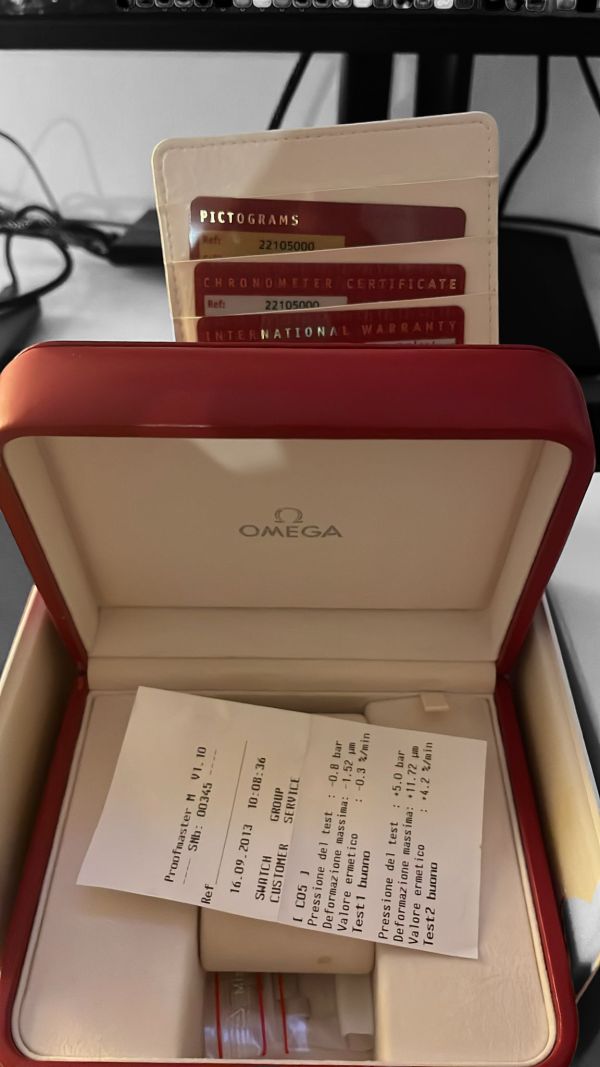 PICTOGRAMS
Ref: 22105000
CHRONOMETER CERTIFICATE
Ref: 22105000
INTERNATIONAL WARRANTY
OMEGA
Proofmaster M V1.10
---- SNb: 00345 ----
Ref
16.09.2013 10:08:36
SWATCH GROUP
CUSTOMER SERVICE
[ C05 ]
Pressione del test : -0.8 bar
Deformazione massima: -1.52 µm
Valore ermetico : -0.3 %/min
Test1 buono
Pressione del test : +5.0 bar
Deformazione massima: +11.72 µm
Valore ermetico : +4.2 %/min
Test2 buono